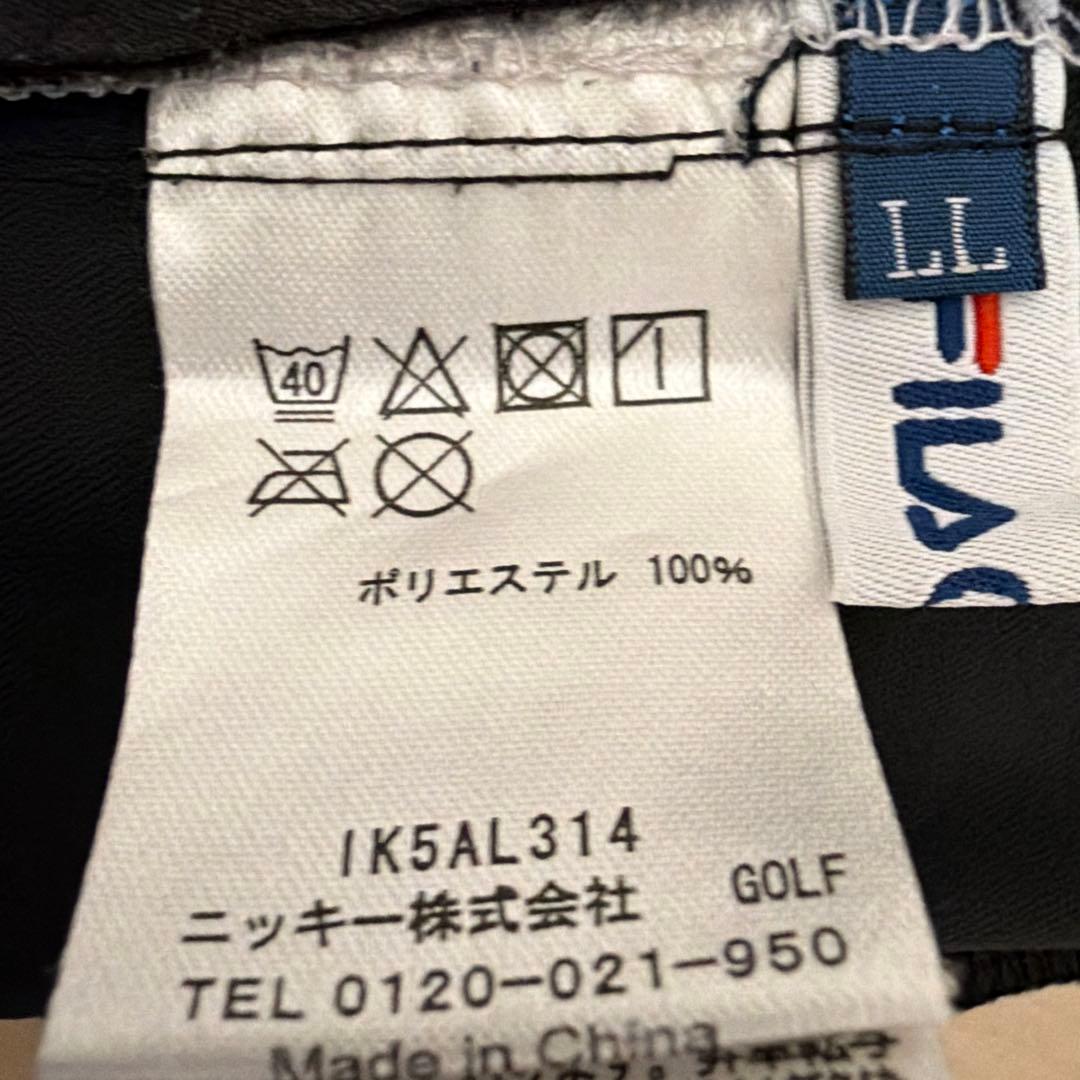 LL
FILA
40
ポリエステル 100%
IK5AL314
ニッキー株式会社 GOLF
TEL 0120-021-950
Made in China